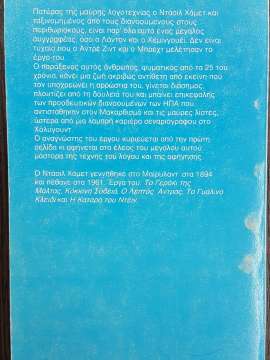 Πατέρας της μαύρης λογοτεχνίας ο Ντάσιλ Χάμετ και
ταξινομημένος από τους διανοούμενους στους
περιθωριακούς, είναι παρ' όλα αυτά ένας μεγάλος
συγγραφέας, όσο οι Λόντον και ο Χέμινγουεϊ. Δεν είναι
τυχαίο που ο Αντρέ Ζιντ και ο Μπρεχτ μελέτησαν το
έργο του.
Ο παράξενος αυτός άνθρωπος, φυματικός από τα 25 του
χρόνια, κάνει μια ζωή ακριβώς αντίθετη από εκείνη που
του υποχρεώνει η αρρώστια του, γίνεται διάσημος,
πλουτίζει από τη δουλειά του και μπαίνει επικεφαλής
των προοδευτικών διανοουμένων των ΗΠΑ που
αντιστάθηκαν στον Μακαρθισμό και τις μαύρες λίστες,
ύστερα από μια λαμπρή καριέρα σεναριογράφου στο
Χόλυγουντ.
Ο αναγνώστης του έργου κυριεύεται από την πρώτη
σελίδα κι αφήνεται στο έλεος του μεγάλου αυτού
μάστορα της τέχνης του λόγου και της αφήγησης.
Ο Ντάσιλ Χάμετ γεννήθηκε στο Μαίρυλαντ στα 1894
και πέθανε στα 1961. Έργα του: Το Γεράκι της
Μάλτας, Κόκκινη Σοδειά, Ο Λεπτός Άντρας, Το Γυάλινο
Κλειδί και Η Κατάρα του Ντέιν.